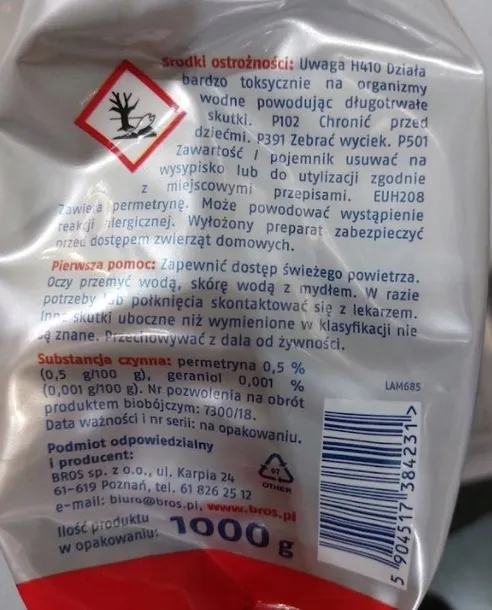 Środki ostrożności: Uwaga H410 Działa
bardzo toksycznie na organizmy
wodne powodując długotrwałe
skutki. P102 Chronić przed
dziećmi. P391 Zebrać wyciek. P501
Zawartość I pojemnik usuwać na
wysypisko lub do utylizacji zgodnie
z miejscowymi przepisami. EUH208
Zawiera permetrynę. Może powodować wystąpienie
reakcji alergicznej. Wyłożony preparat zabezpieczyć
przed dostępem zwierząt domowych.
Pierwsza pomoc: Zapewnić dostęp świeżego powietrza.
Oczy przemyć wodą, skórę wodą z mydłem. W razie
potrzeby lub połknięcia skontaktować się z lekarzem.
Inne skutki uboczne niż wymienione w klasyfikacji nie
są znane. Przechowywać z dala od żywności.
Substancja czynna: permetryna 0,5 %
(0,5 g/100 g), geraniol 0,001 %
(0,001 g/100 g). Nr pozwolenia na obrót
produktem biobójczym: 7300/18.
Data ważności i nr serii: na opakowaniu.
LAM685
Podmiot odpowiedzialny
i producent:
BROS sp. z o.o., ul. Karpia 24
61-619 Poznań, tel. 61 826 25 12
e-mail: biuro@bros.pl, www.bros.pl
07
OTHER
Ilość produktu
w opakowaniu: 1000 g
5 904517 384231>